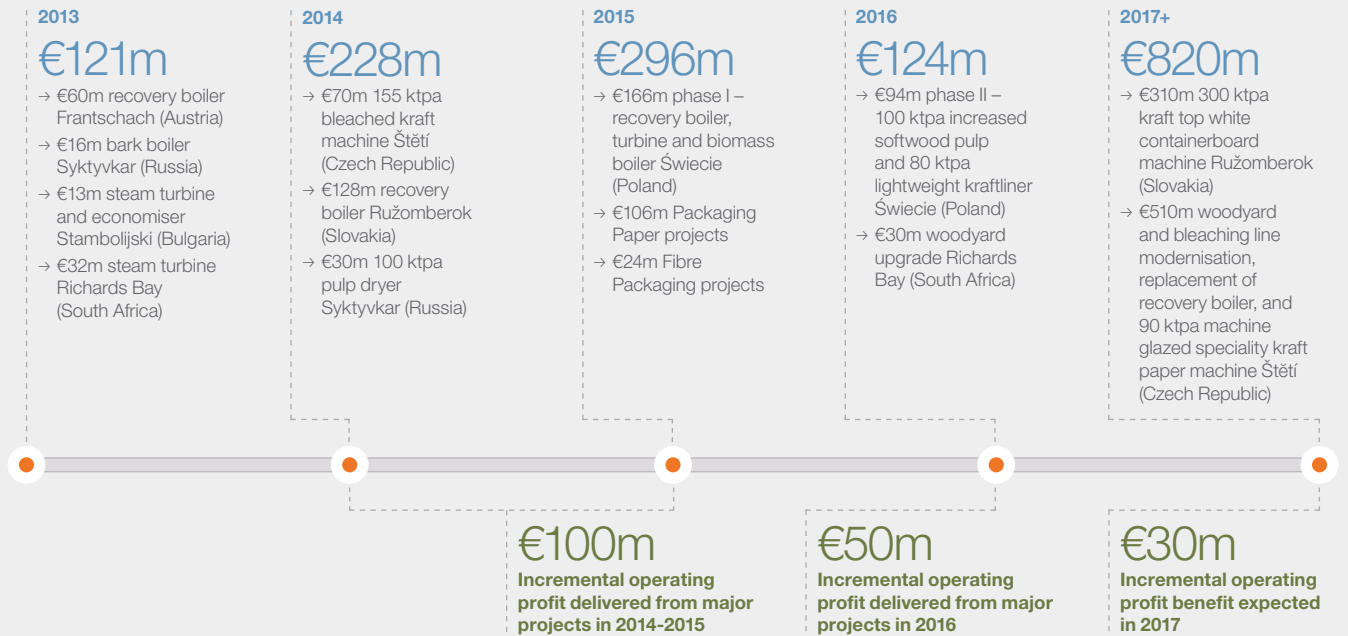 2013
€121m
→ €60m recovery boiler
Frantschach (Austria)
→ €16m bark boiler
Syktyvkar (Russia)
→ €13m steam turbine
and economiser
Stambolijski (Bulgaria)
→ €32m steam turbine
Richards Bay
(South Africa)
2014
€228m
→ €70m 155 ktpa
bleached kraft
machine Štětí
(Czech Republic)
→ €128m recovery
boiler Ružomberok
(Slovakia)
→ €30m 100 ktpa
pulp dryer
Syktyvkar (Russia)
2015
€296m
→ €166m phase I –
recovery boiler,
turbine and biomass
boiler Świecie
(Poland)
→ €106m Packaging
Paper projects
→ €24m Fibre
Packaging projects
2016
€124m
→ €94m phase II –
100 ktpa increased
softwood pulp
and 80 ktpa
lightweight kraftliner
Świecie (Poland)
→ €30m woodyard
upgrade Richards
Bay (South Africa)
2017+
€820m
→ €310m 300 ktpa
kraft top white
containerboard
machine Ružomberok
(Slovakia)
→ €510m woodyard
and bleaching line
modernisation,
replacement of
recovery boiler, and
90 ktpa machine
glazed speciality kraft
paper machine Štětí
(Czech Republic)
€100m
Incremental operating
profit delivered from major
projects in 2014-2015
€50m
Incremental operating
profit delivered from major
projects in 2016
€30m
Incremental operating
profit benefit expected
in 2017